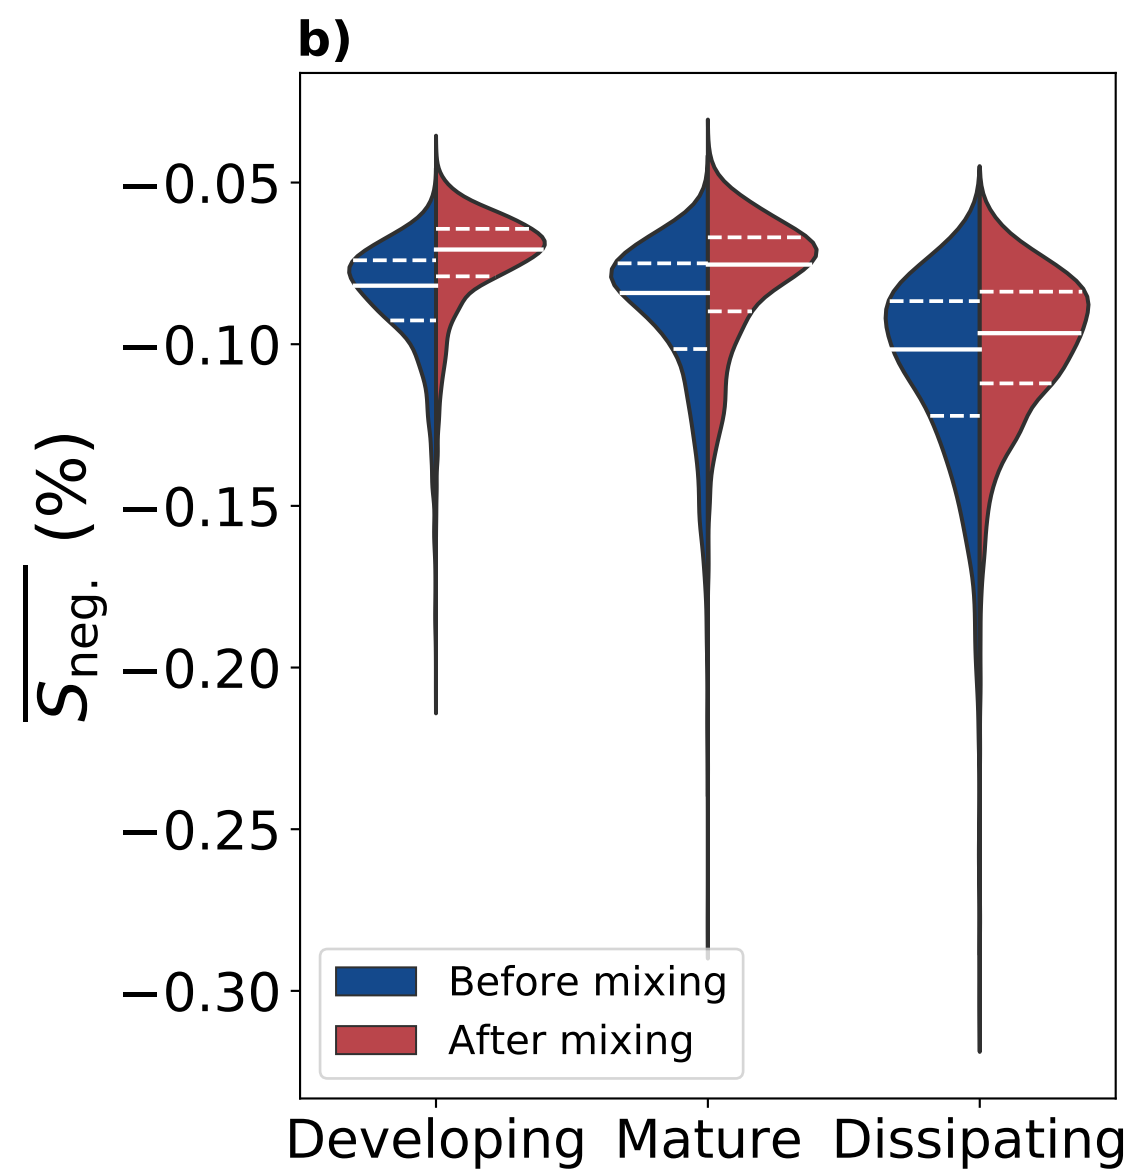 b)
−0.05
−0.10
−0.15
−0.20
−0.25
−0.30
S̅neg. (%)
Before mixing
After mixing
Developing Mature Dissipating